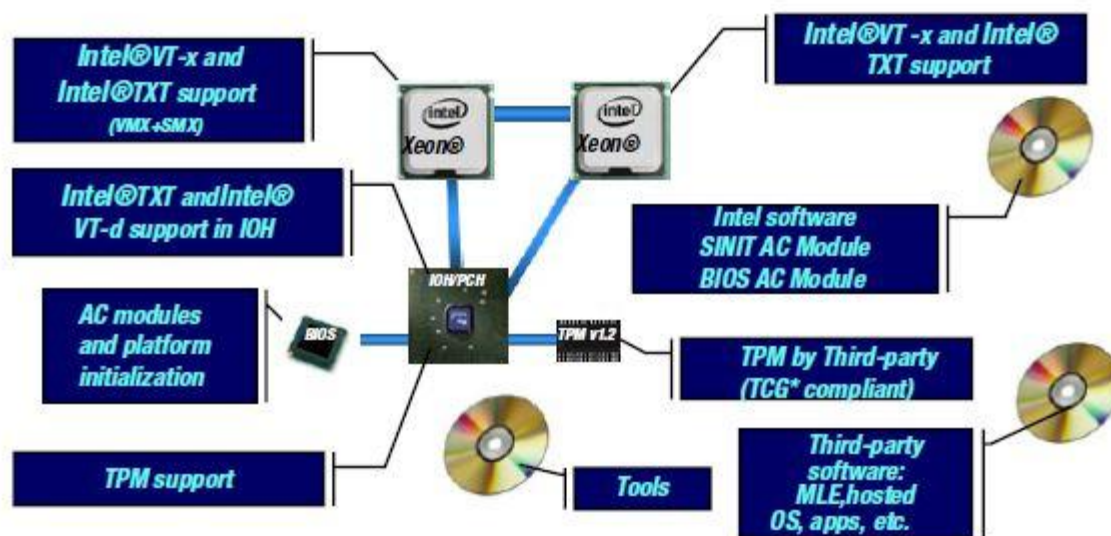 Intel®VT-x and
Intel®TXT support
(VMX+SMX)
Intel®VT -x and Intel®
TXT support
intel
Xeon®
intel
Xeon®
Intel®TXT andIntel®
VT-d support in IOH
Intel software
SINIT AC Module
BIOS AC Module
IOH/PCH
AC modules
and platform
initialization
BIOS
TPM v1.2
TPM by Third-party
(TCG* compliant)
TPM support
Tools
Third-party
software:
MLE,hosted
OS, apps, etc.